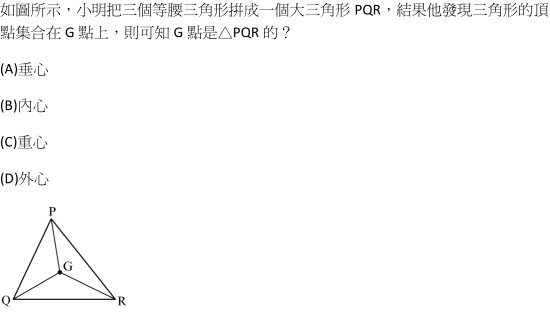 如圖所示，小明把三個等腰三角形拼成一個大三角形 PQR，結果他發現三角形的頂
點集合在 G 點上，則可知 G 點是△PQR 的？
(A)垂心
(B)內心
(C)重心
(D)外心
P
G
Q
R